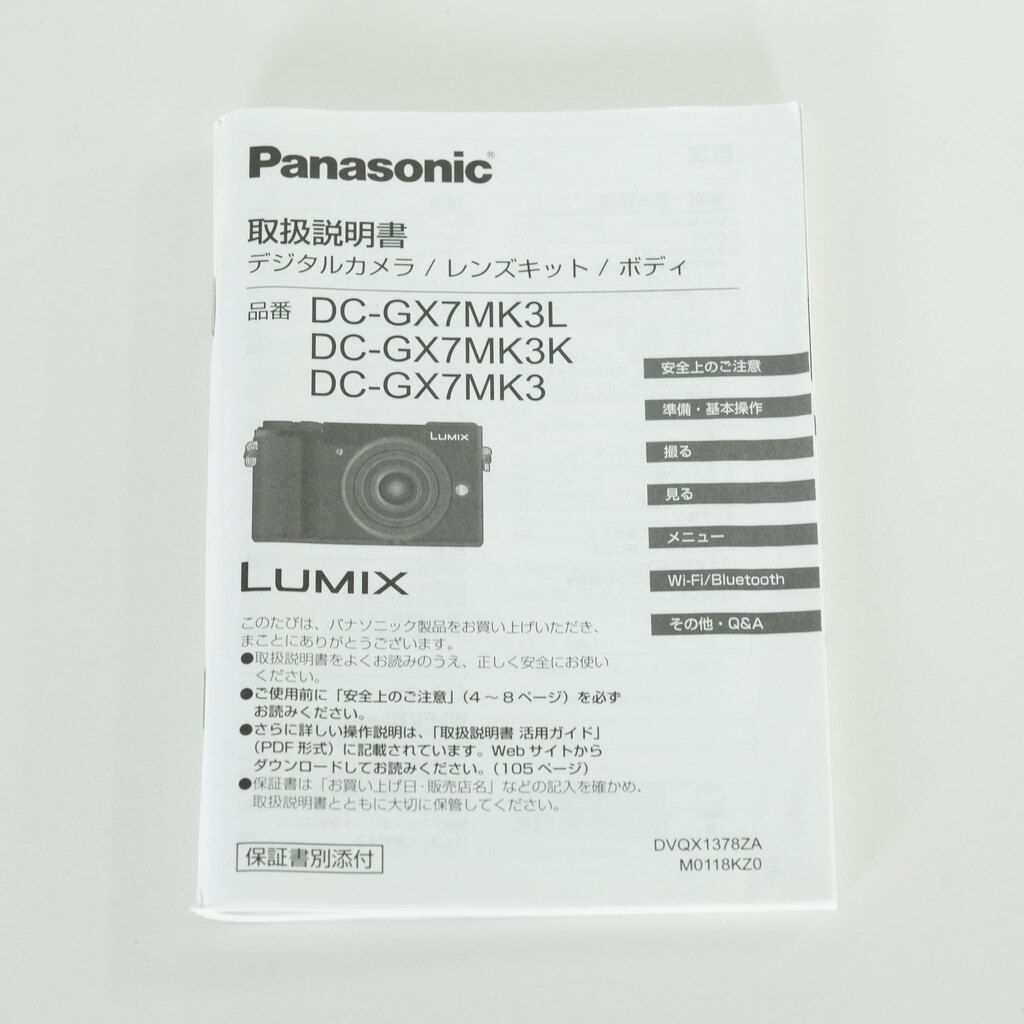 Panasonic®
取扱説明書
デジタルカメラ / レンズキット / ボディ
品番 DC-GX7MK3L
DC-GX7MK3K
DC-GX7MK3
安全上のご注意
準備・基本操作
撮る
見る
メニュー
Wi-Fi/Bluetooth
その他・Q&A
LUMIX
LUMIX
このたびは、パナソニック製品をお買い上げいただき、
まことにありがとうございます。
●取扱説明書をよくお読みのうえ、正しく安全にお使い
ください。
●ご使用前に「安全上のご注意」（4～8ページ）を必ず
お読みください。
●さらに詳しい操作説明は、「取扱説明書 活用ガイド」
（PDF形式）に記載されています。Webサイトから
ダウンロードしてお読みください。（105ページ）
●保証書は「お買い上げ日・販売店名」などの記入を確かめ、
取扱説明書とともに大切に保管してください。
保証書別添付
DVQX1378ZA
M0118KZ0